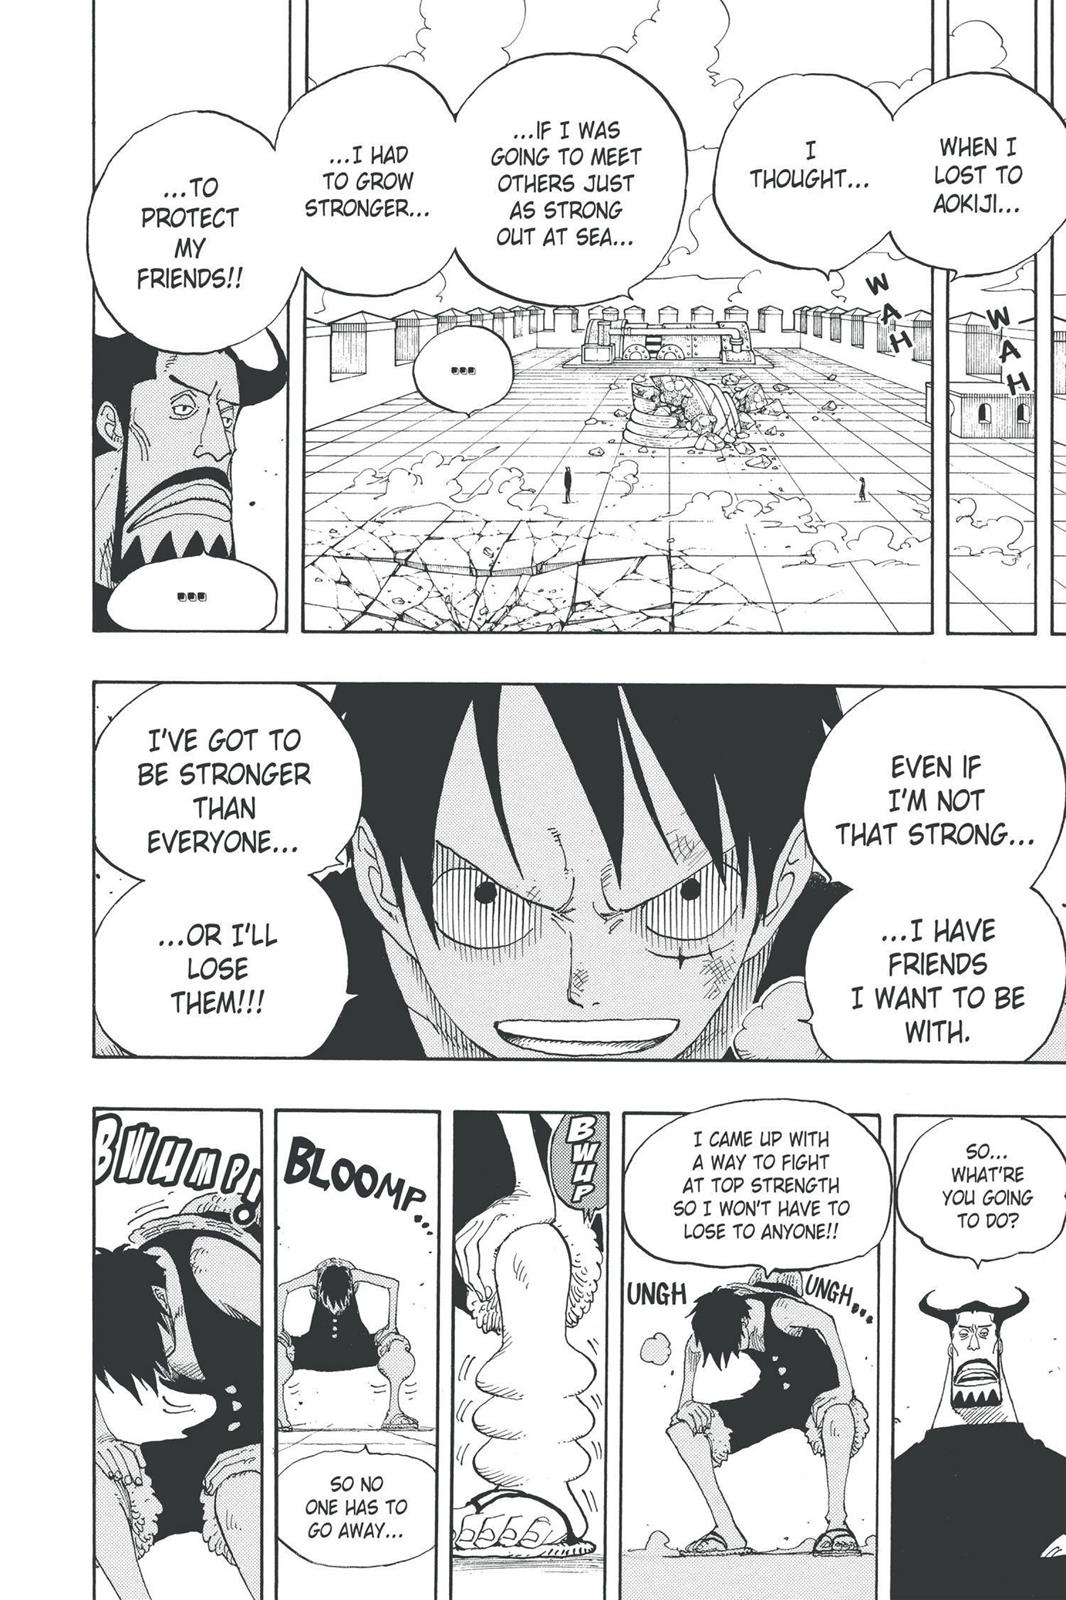 WHEN I
LOST TO
AOKIJI...
I
THOUGHT...
...IF I WAS
GOING TO MEET
OTHERS JUST
AS STRONG
OUT AT SEA...
...I HAD
TO GROW
STRONGER...
...TO
PROTECT
MY
FRIENDS!!
WAH
WAH
...
...
EVEN IF
I'M NOT
THAT STRONG...
...I HAVE
FRIENDS
I WANT TO BE
WITH.
I'VE GOT TO
BE STRONGER
THAN
EVERYONE...
...OR I'LL
LOSE
THEM!!!
SO...
WHAT'RE
YOU GOING
TO DO?
I CAME UP WITH
A WAY TO FIGHT
AT TOP STRENGTH
SO I WON'T HAVE TO
LOSE TO ANYONE!!
UNGH...
UNGH
BWUP
BLOOMP...
SO NO
ONE HAS TO
GO AWAY...
BWUMP!